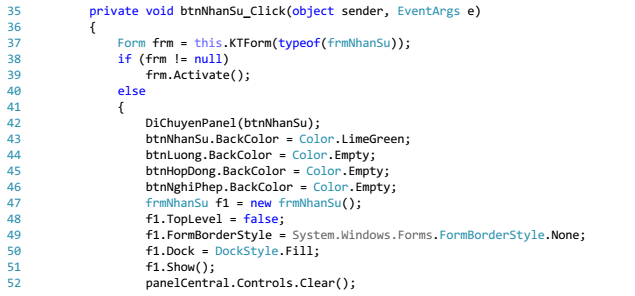 35 private void btnNhanSu_Click(object sender, EventArgs e)
36 {
37 Form frm = this.KTForm(typeof(frmNhanSu));
38 if (frm != null)
39 frm.Activate();
40 else
41 {
42 DiChuyenPanel(btnNhanSu);
43 btnNhanSu.BackColor = Color.LimeGreen;
44 btnLuong.BackColor = Color.Empty;
45 btnHopDong.BackColor = Color.Empty;
46 btnNghiPhep.BackColor = Color.Empty;
47 frmNhanSu f1 = new frmNhanSu();
48 f1.TopLevel = false;
49 f1.FormBorderStyle = System.Windows.Forms.FormBorderStyle.None;
50 f1.Dock = DockStyle.Fill;
51 f1.Show();
52 panelCentral.Controls.Clear();